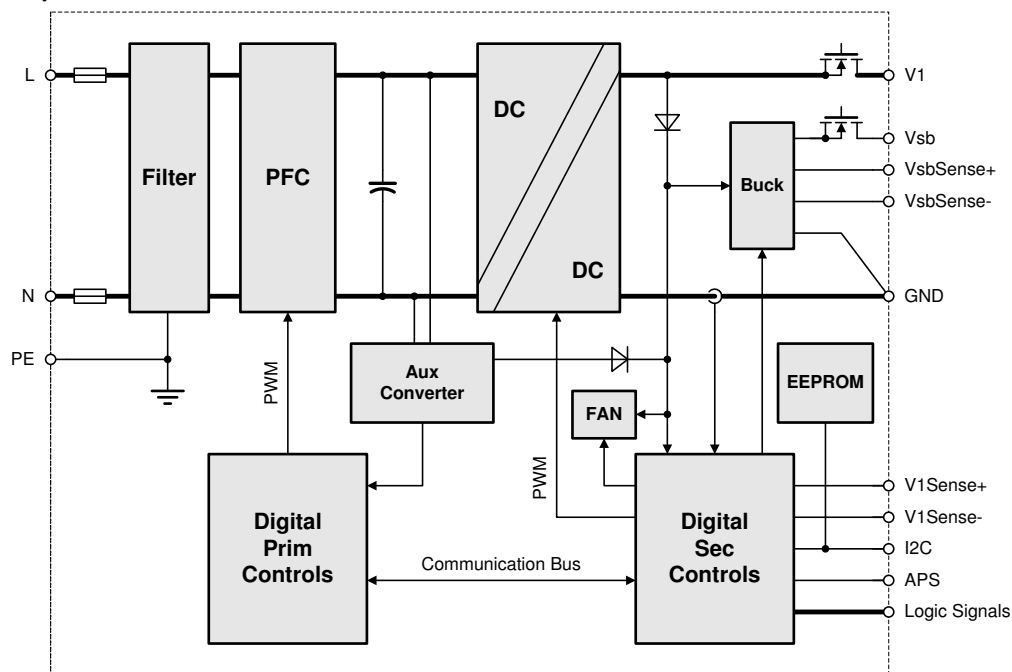 L
V1
DC
Vsb
Filter
PFC
Buck
VsbSense+
VsbSense-
DC
N
GND
PE
PWM
Aux
Converter
EEPROM
FAN
PWM
V1Sense+
Digital
Prim
Controls
Digital
Sec
Controls
V1Sense-
I2C
Communication Bus
APS
Logic Signals